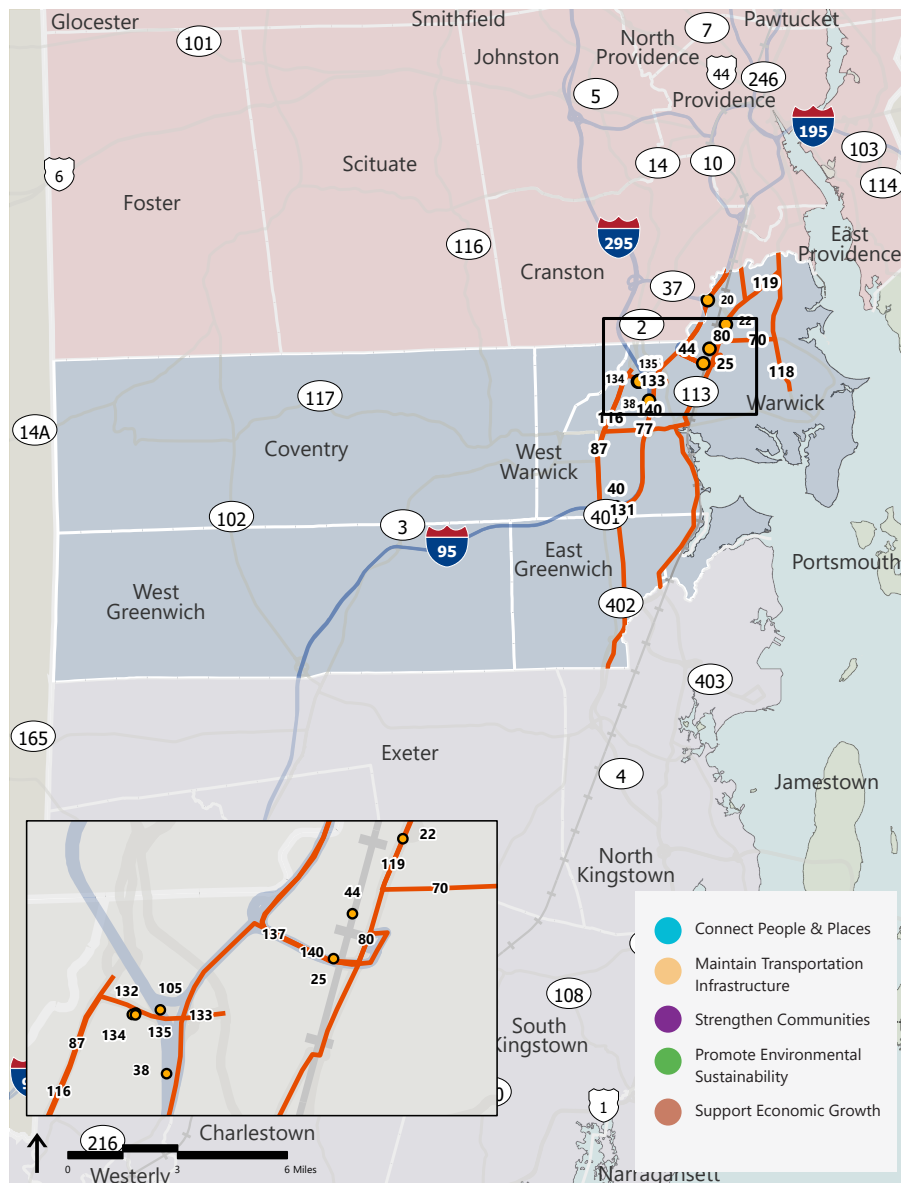 Glocester
Smithfield
Pawtucket
101
Johnston
North
Providence
7
44
246
5
Providence
195
6
Scituate
14
10
103
114
Foster
116
295
East
Providence
Cranston
37
119
20
2
22
80
70
44
25
135
134
133
118
117
38
140
113
116
Warwick
14A
Coventry
West
Warwick
87
77
40
102
3
401
131
95
East
Greenwich
Portsmouth
West
Greenwich
402
403
165
Exeter
4
Jamestown
North
Kingstown
22
119
44
70
137
80
140
25
132
105
133
134
135
87
38
116
Connect People & Places
Maintain Transportation
Infrastructure
Strengthen Communities
Promote Environmental
Sustainability
Support Economic Growth
108
South
Kingstown
1
216
Charlestown
0
3
6 Miles
Westerly
Narragansett